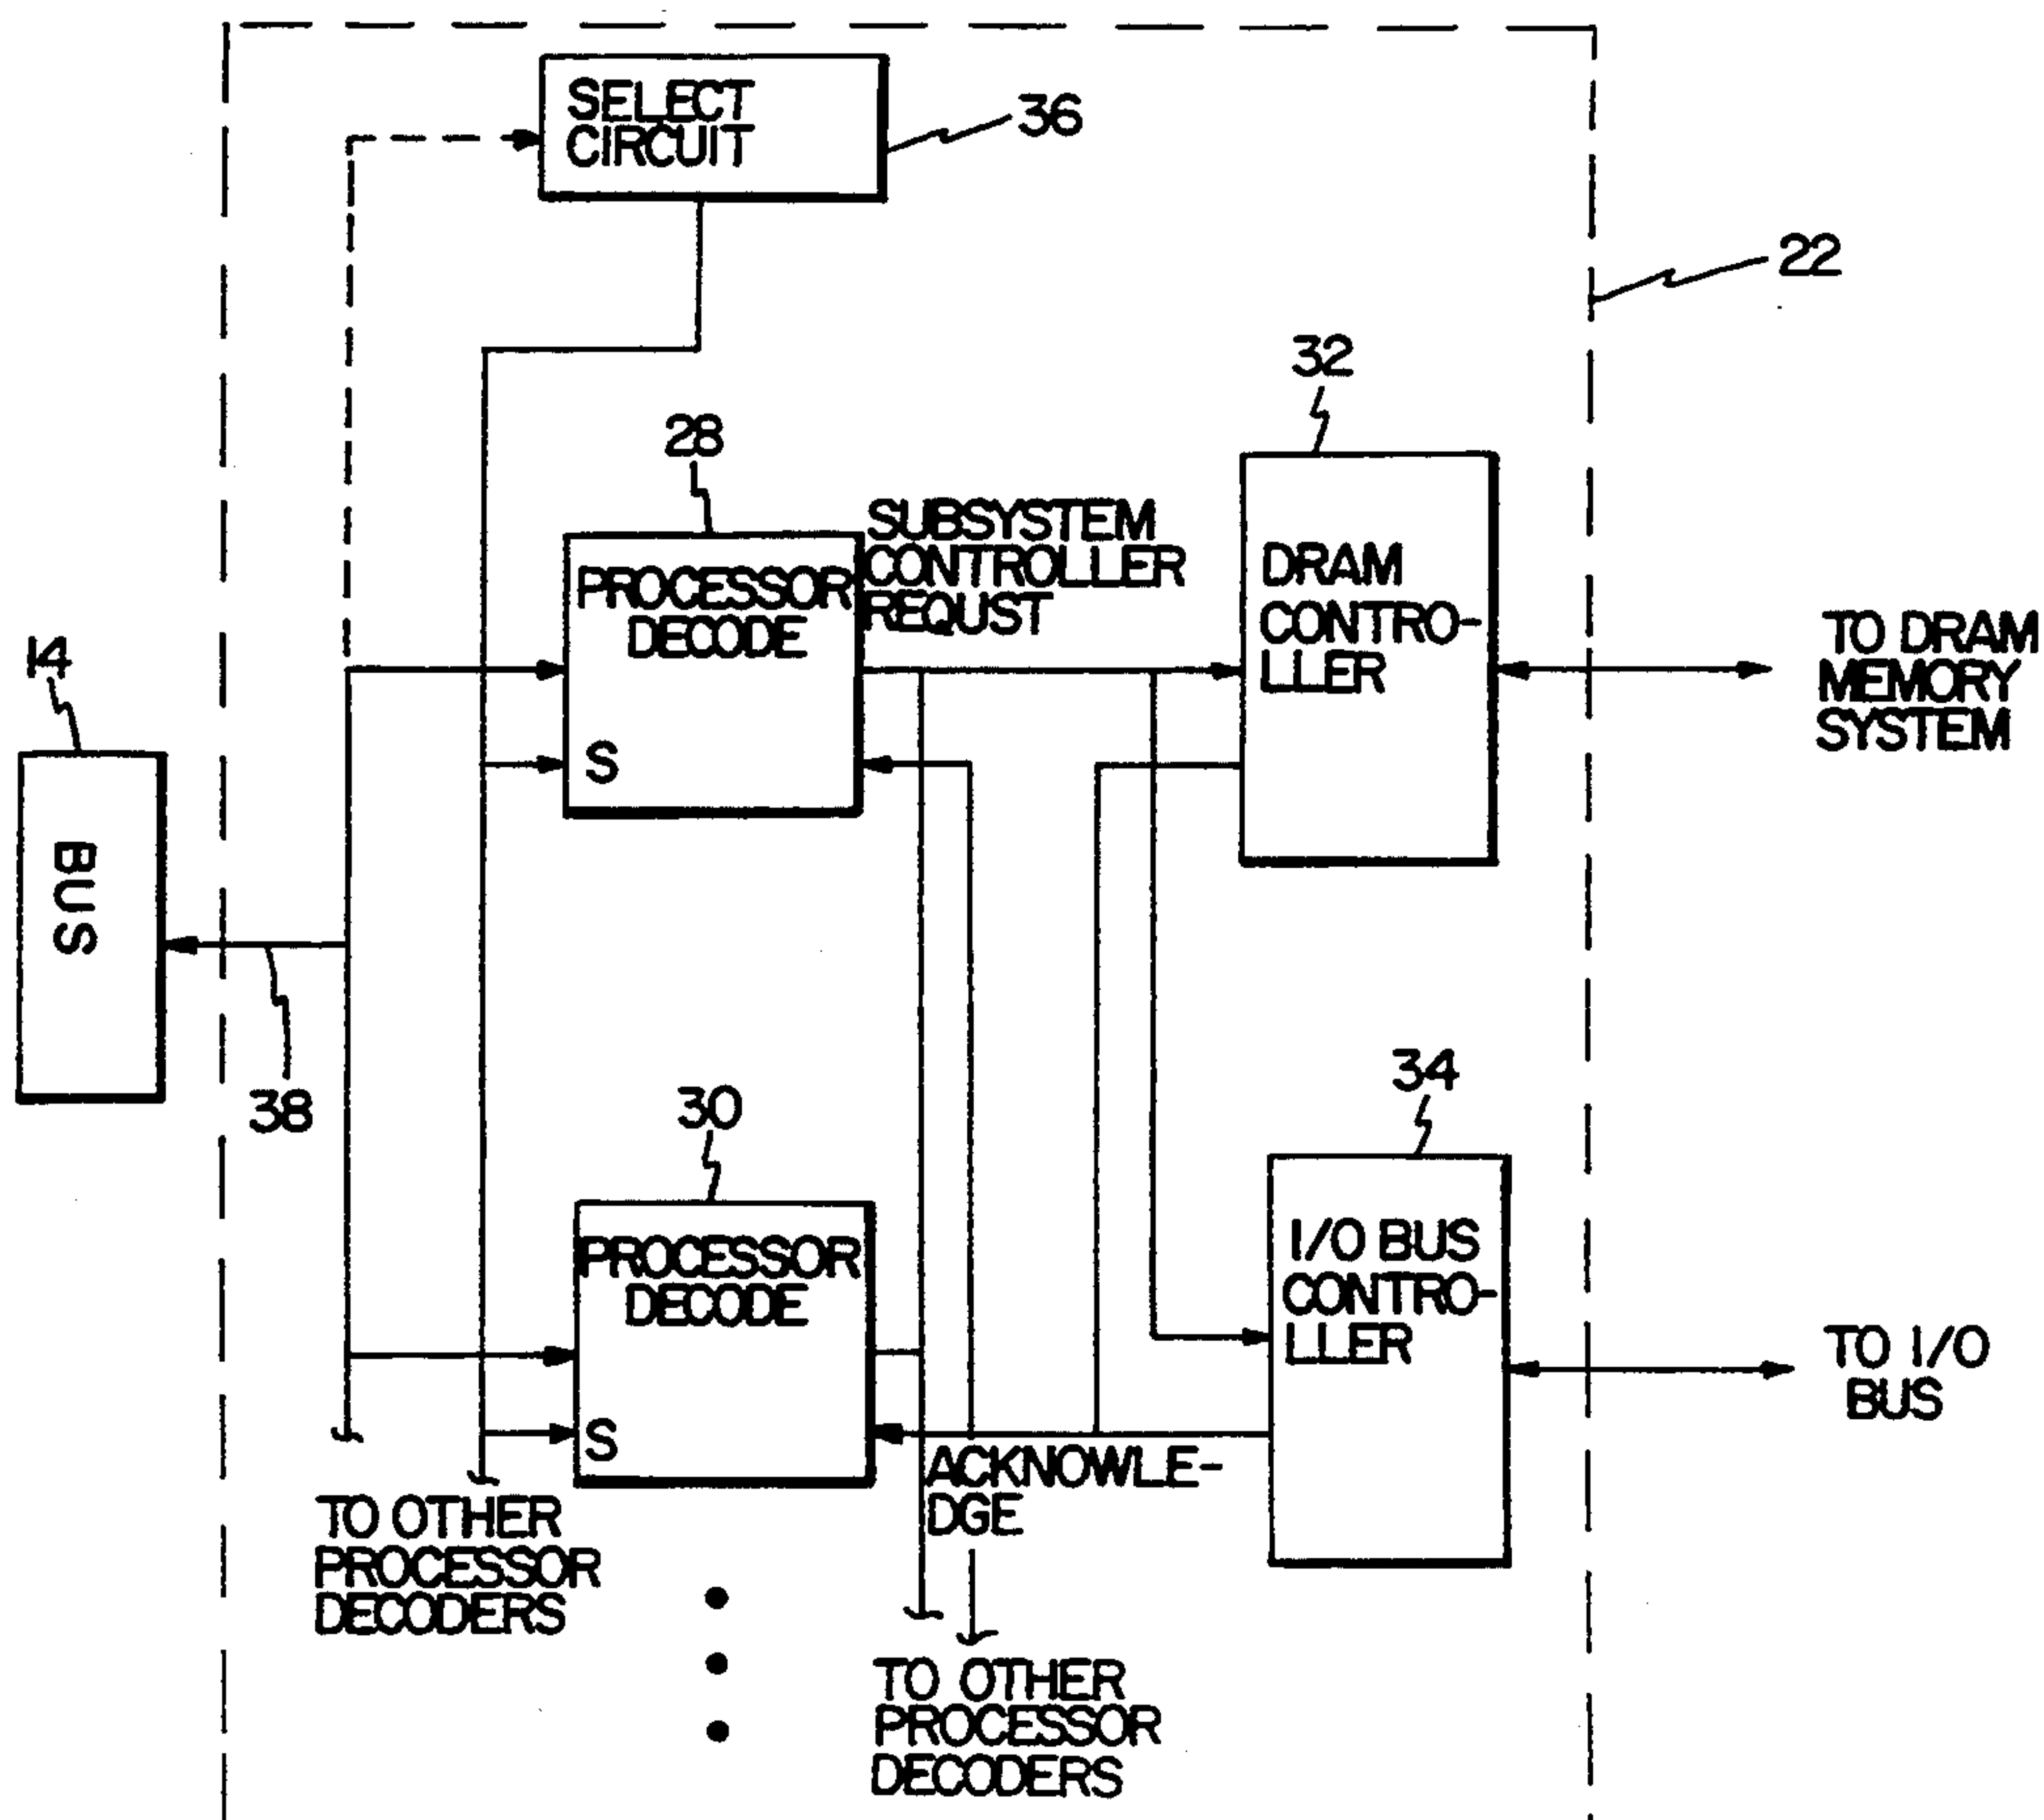 SELECT
CIRCUIT
36
22
32
28
SUBSYSTEM
CONTROLLER
REQUST
PROCESSOR
DECODE
S
DRAM
CONTRO-
LLER
TO DRAM
MEMORY
SYSTEM
14
BUS
38
30
34
PROCESSOR
DECODE
S
I/O BUS
CONTRO-
LLER
TO I/O
BUS
ACKNOWLE-
DGE
TO OTHER
PROCESSOR
DECODERS
TO OTHER
PROCESSOR
DECODERS